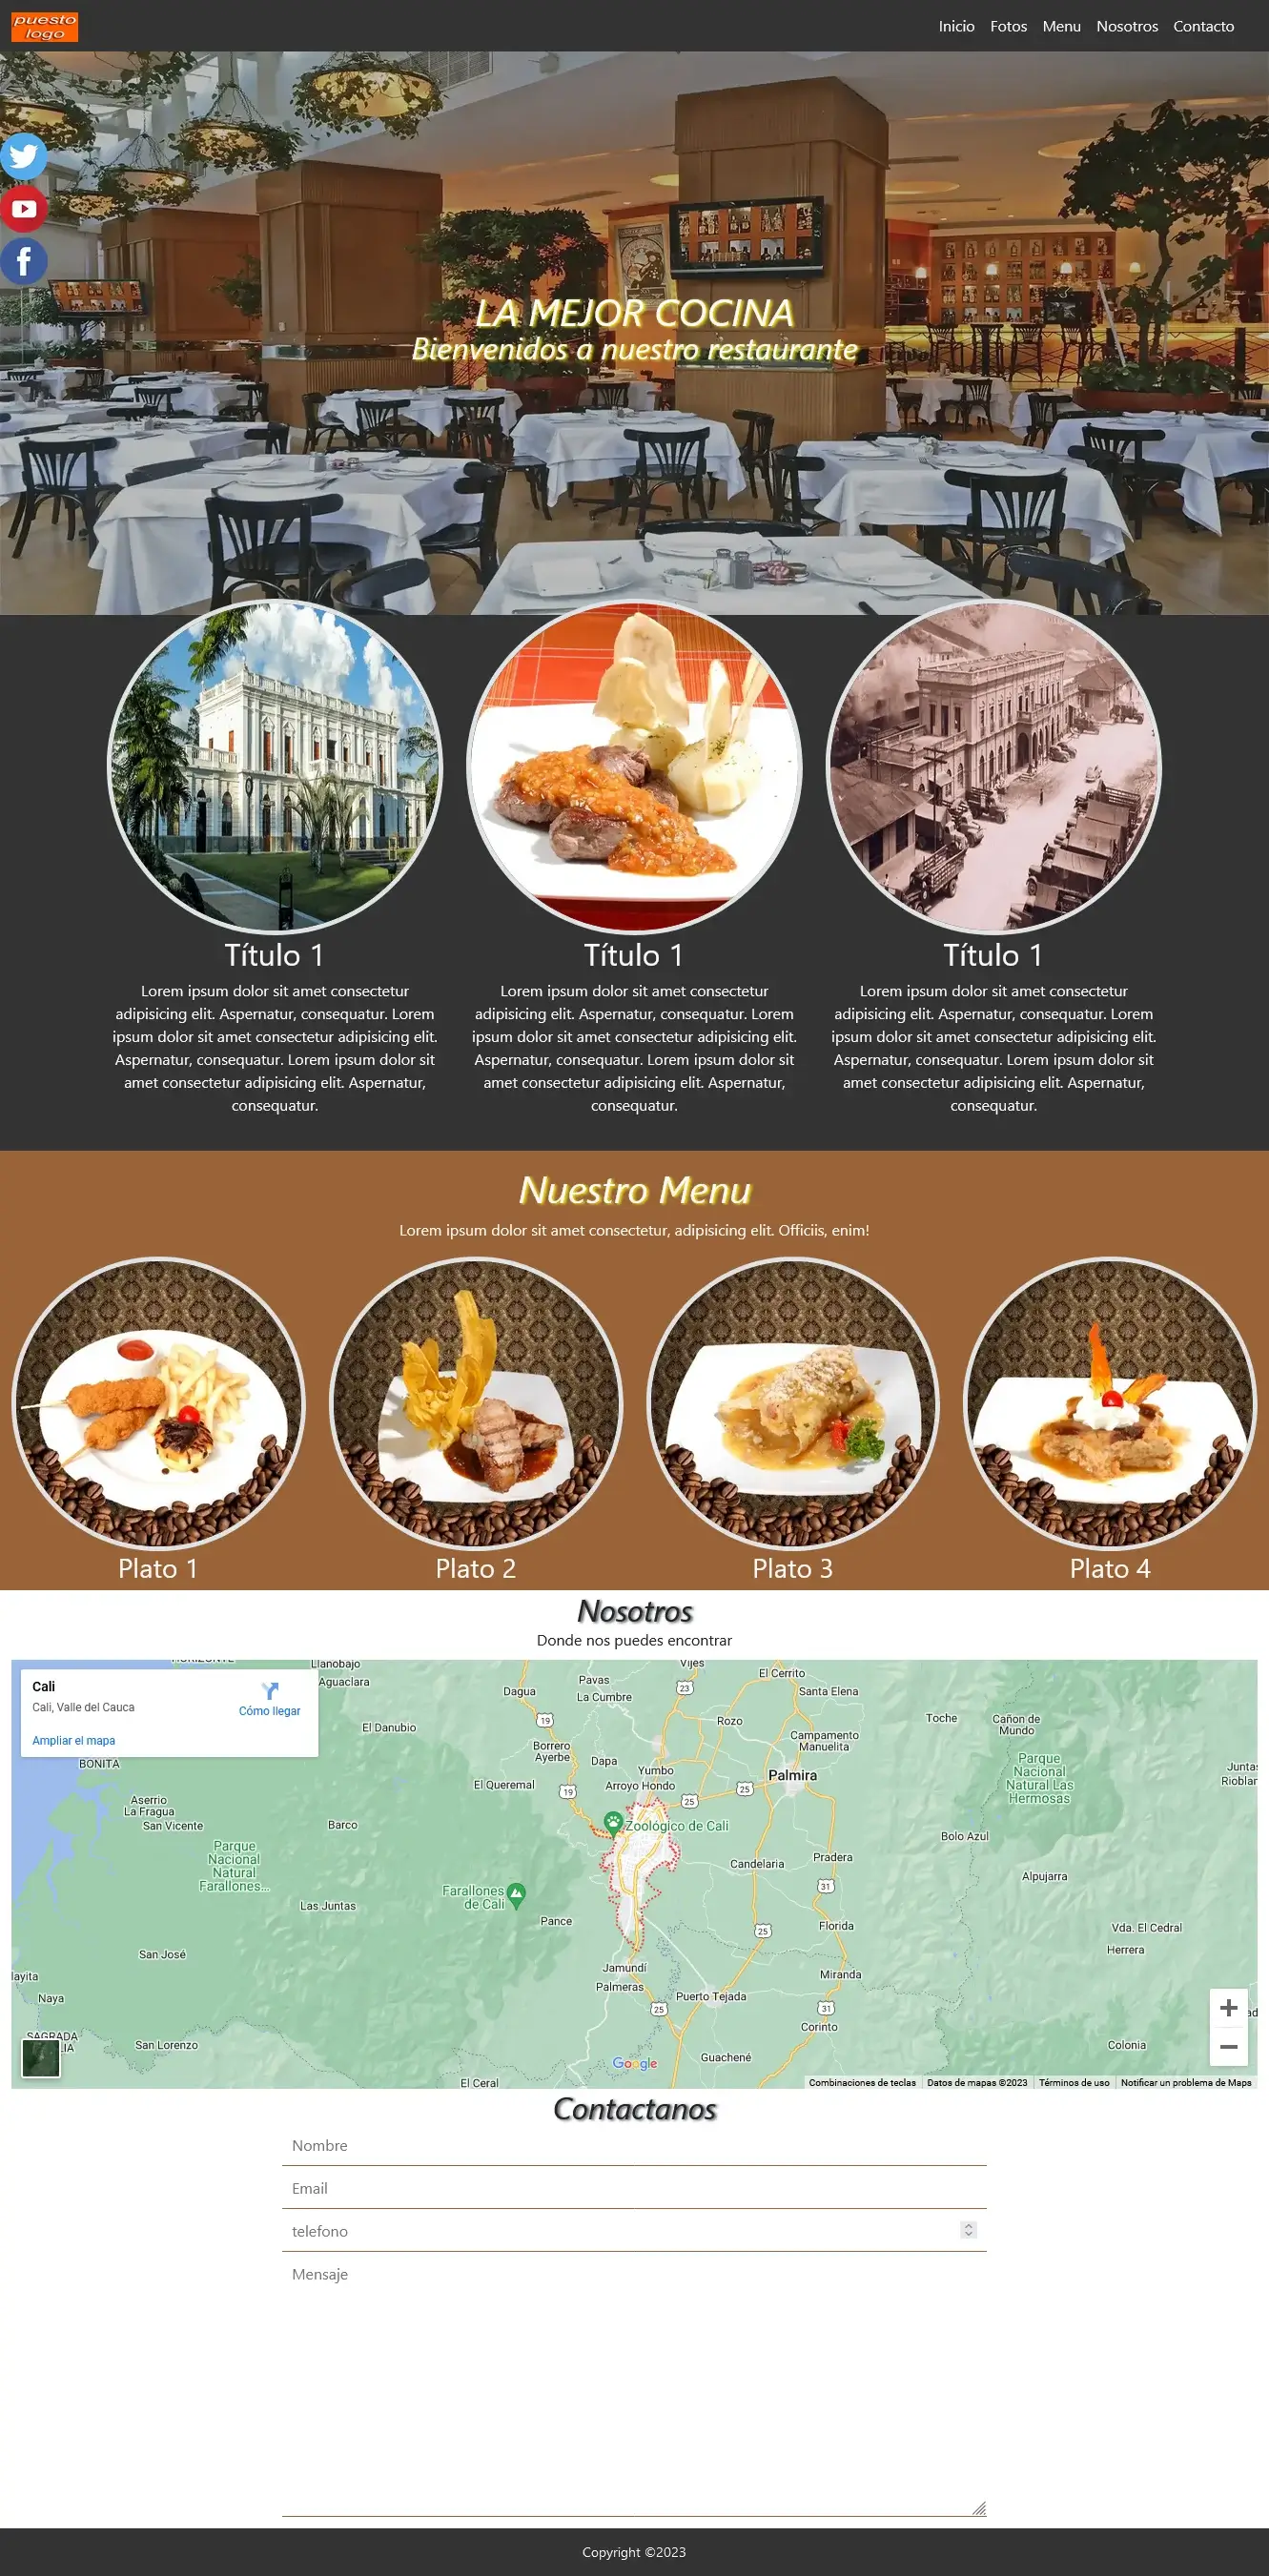 puesto
logo
Inicio Fotos Menu Nosotros Contacto
LA MEJOR COCINA
Bienvenidos a nuestro restaurante
Título 1
Lorem ipsum dolor sit amet consectetur
adipisicing elit. Aspernatur, consequatur. Lorem
ipsum dolor sit amet consectetur adipisicing elit.
Aspernatur, consequatur. Lorem ipsum dolor sit
amet consectetur adipisicing elit. Aspernatur,
consequatur.
Título 1
Lorem ipsum dolor sit amet consectetur
adipisicing elit. Aspernatur, consequatur. Lorem
ipsum dolor sit amet consectetur adipisicing elit.
Aspernatur, consequatur. Lorem ipsum dolor sit
amet consectetur adipisicing elit. Aspernatur,
consequatur.
Título 1
Lorem ipsum dolor sit amet consectetur
adipisicing elit. Aspernatur, consequatur. Lorem
ipsum dolor sit amet consectetur adipisicing elit.
Aspernatur, consequatur. Lorem ipsum dolor sit
amet consectetur adipisicing elit. Aspernatur,
consequatur.
Nuestro Menu
Lorem ipsum dolor sit amet consectetur, adipisicing elit. Officiis, enim!
Plato 1
Plato 2
Plato 3
Plato 4
Nosotros
Donde nos puedes encontrar
Cali
Cali, Valle del Cauca
Cómo llegar
Ampliar el mapa
Llanobajo
Aguaclara
Vijes
El Cerrito
Pavas
Dagua
La Cumbre
23
Santa Elena
El Danubio
19
Rozo
Toche
Cañon de
Mundo
Campamento
Manuelita
Borrero
Ayerbe
Dapa
BONITA
Yumbo
Palmira
Parque
Nacional
Natural Las
Hermosas
El Queremal
Arroyo Hondo
19
25
25
Aserrio
La Fragua
San Vicente
Barco
Zoológico de Cali
Bolo Azul
Parque
Nacional
Natural
Farallones...
Candelaria
Pradera
Alpujarra
31
Farallones
de Cali
Las Juntas
Pance
Florida
25
Vda. El Cedral
Herrera
San José
Jamundí
Miranda
Palmeras
Puerto Tejada
Naya
25
31
Corinto
San Lorenzo
Colonia
Google
Guachené
El Ceral
Combinaciones de teclas Datos de mapas ©2023 Términos de uso Notificar un problema de Maps
Contactanos
Nombre
Email
telefono
Mensaje
Copyright ©2023